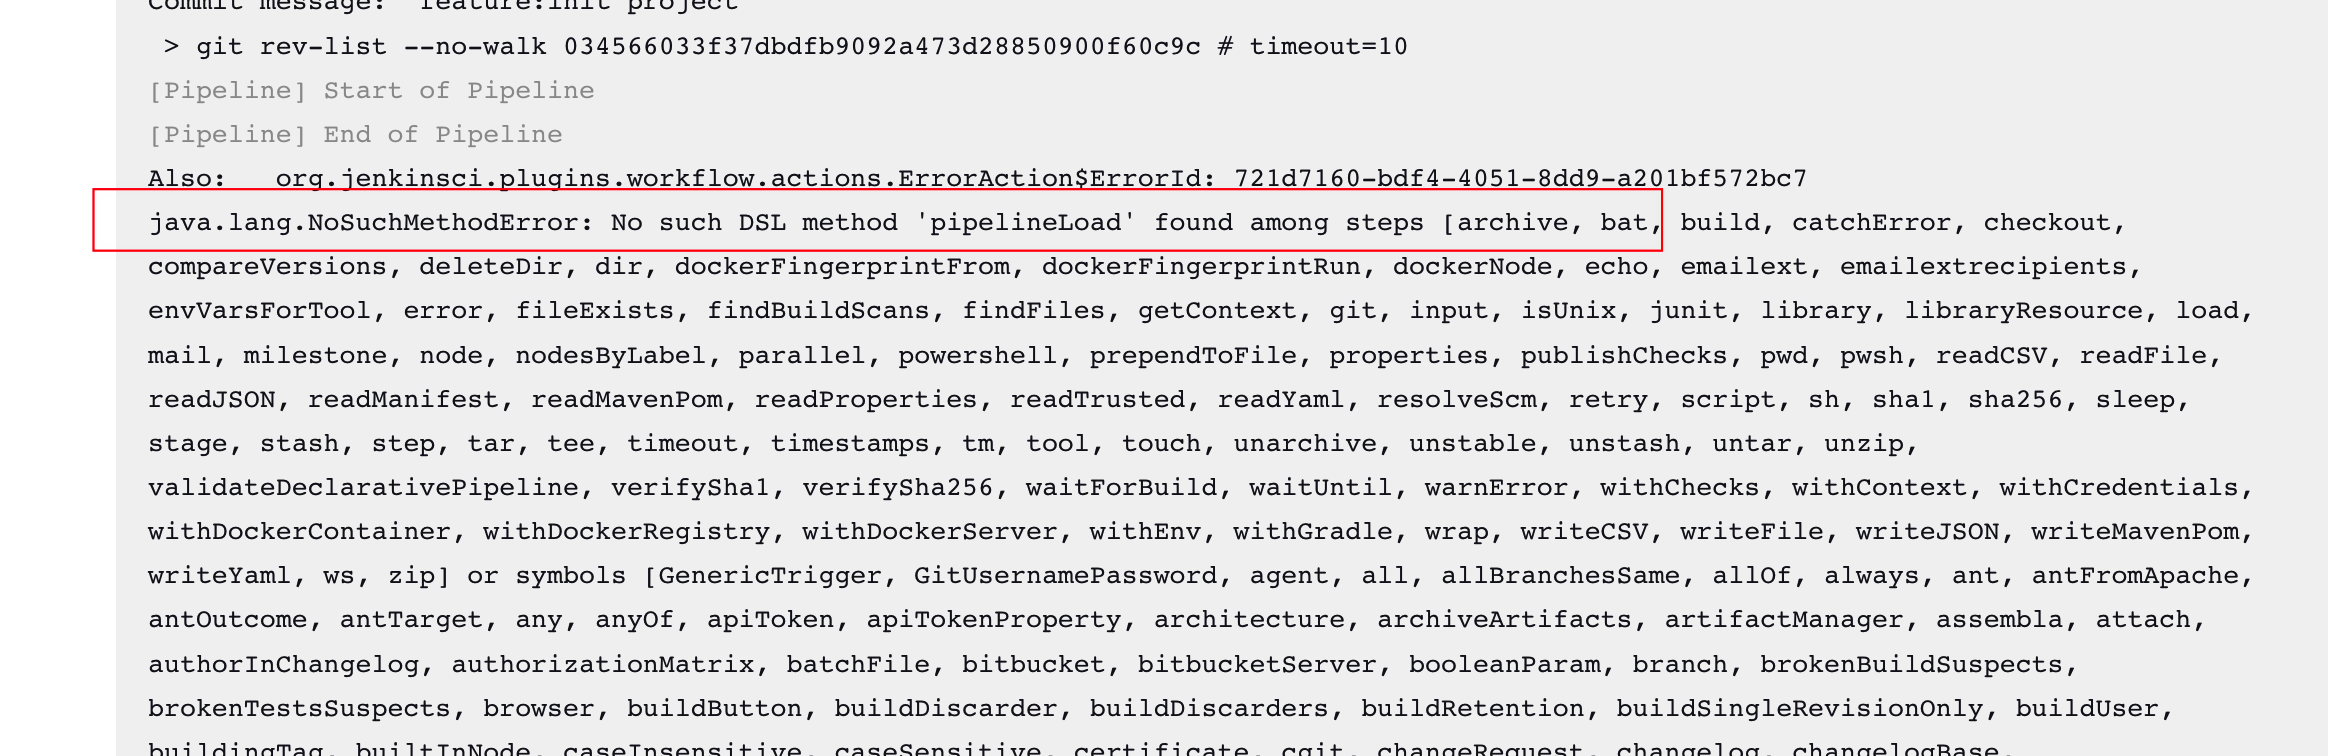 Commit message: "feature:init project"
> git rev-list --no-walk 034566033f37dbdfb9092a473d28850900f60c9c # timeout=10
[Pipeline] Start of Pipeline
[Pipeline] End of Pipeline
Also:   org.jenkinsci.plugins.workflow.actions.ErrorAction$ErrorId: 721d7160-bdf4-4051-8dd9-a201bf572bc7
java.lang.NoSuchMethodError: No such DSL method 'pipelineLoad' found among steps [archive, bat, build, catchError, checkout,
compareVersions, deleteDir, dir, dockerFingerprintFrom, dockerFingerprintRun, dockerNode, echo, emailext, emailextrecipients,
envVarsForTool, error, fileExists, findBuildScans, findFiles, getContext, git, input, isUnix, junit, library, libraryResource, load,
mail, milestone, node, nodesByLabel, parallel, powershell, prependToFile, properties, publishChecks, pwd, pwsh, readCSV, readFile,
readJSON, readManifest, readMavenPom, readProperties, readTrusted, readYaml, resolveScm, retry, script, sh, sha1, sha256, sleep,
stage, stash, step, tar, tee, timeout, timestamps, tm, tool, touch, unarchive, unstable, unstash, untar, unzip,
validateDeclarativePipeline, verifySha1, verifySha256, waitForBuild, waitUntil, warnError, withChecks, withContext, withCredentials,
withDockerContainer, withDockerRegistry, withDockerServer, withEnv, withGradle, wrap, writeCSV, writeFile, writeJSON, writeMavenPom,
writeYaml, ws, zip] or symbols [GenericTrigger, GitUsernamePassword, agent, all, allBranchesSame, allOf, always, ant, antFromApache,
antOutcome, antTarget, any, anyOf, apiToken, apiTokenProperty, architecture, archiveArtifacts, artifactManager, assembla, attach,
authorInChangelog, authorizationMatrix, batchFile, bitbucket, bitbucketServer, booleanParam, branch, brokenBuildSuspects,
brokenTestsSuspects, browser, buildButton, buildDiscarder, buildDiscarders, buildRetention, buildSingleRevisionOnly, buildUser,
buildingTag, builtInNode, caseInsensitive, caseSensitive, certificate, cgit, changeRequest, changelog, changelogBase,